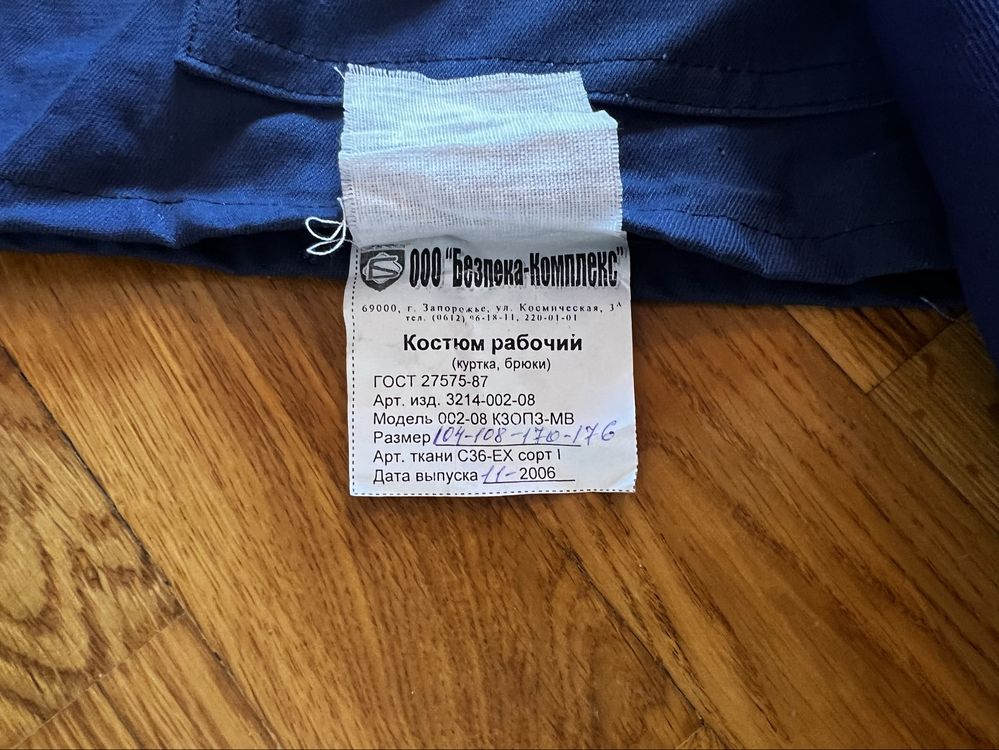 ООО "Безпека-Комплекс"
69000, г. Запорожье, ул. Космическая, 3А
тел. (0612) 96-18-11, 220-01-01
Костюм рабочий
(куртка, брюки)
ГОСТ 27575-87
Арт. изд. 3214-002-08
Модель 002-08 КЗОПЗ-МВ
Размер 104-108-170-176
Арт. ткани С36-ЕХ сорт I
Дата выпуска 11-2006